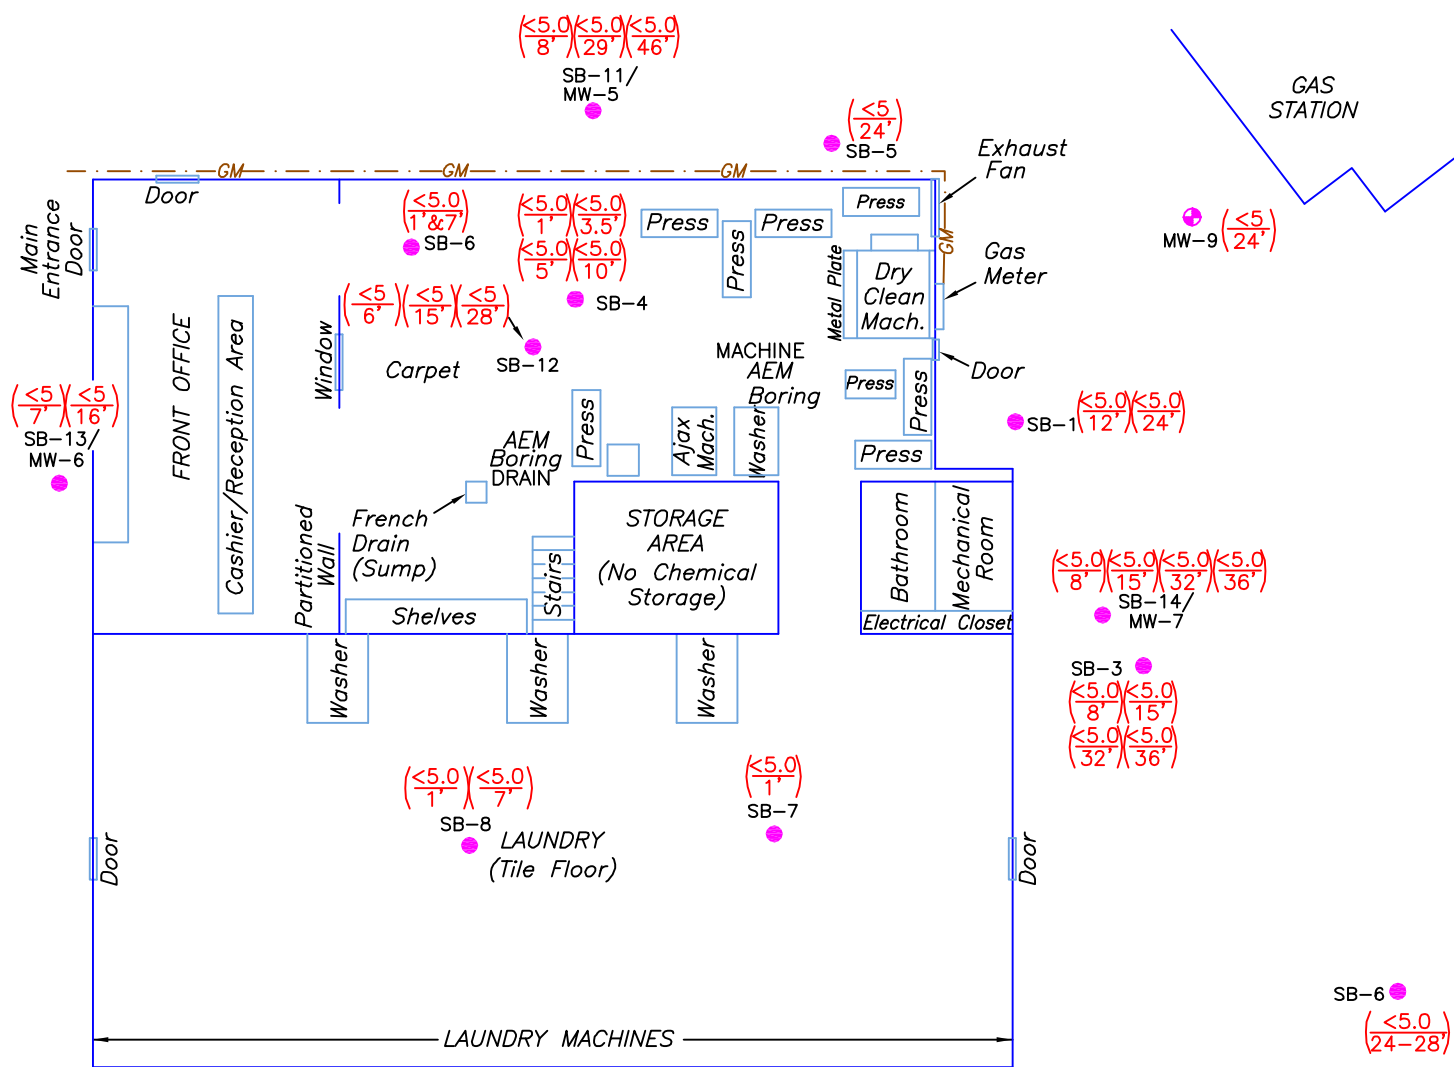 (<5.0/8')(<5.0/29')(<5.0/46')
SB-11/
MW-5
(<5/24')
SB-5
GAS
STATION
Exhaust
Fan
GM
GM
GM
GM
Door
Main
Entrance
Door
(<5.0/1'&7')
SB-6
(<5.0/1')(<5.0/3.5')
(<5.0/5')(<5.0/10')
SB-4
Press
Press
Press
Press
MW-9
(<5/24')
Gas
Meter
Metal Plate
Dry
Clean
Mach.
(<5/6')(<5/15')(<5/28')
SB-12
Window
Carpet
FRONT OFFICE
Cashier/Reception Area
MACHINE
AEM
Boring
Door
Press
Press
Press
Press
Ajax
Mach.
Washer
(<5/7')(<5/16')
SB-13/
MW-6
SB-1
(<5.0/12')(<5.0/24')
AEM
Boring
DRAIN
French
Drain
(Sump)
Partitioned
Wall
Stairs
Shelves
STORAGE
AREA
(No Chemical
Storage)
Bathroom
Mechanical
Room
Electrical Closet
(<5.0/8')(<5.0/15')(<5.0/32')(<5.0/36')
SB-14/
MW-7
SB-3
(<5.0/8')(<5.0/15')
(<5.0/32')(<5.0/36')
Washer
Washer
Washer
(<5.0/1')(<5.0/7')
SB-8
(<5.0/1')
SB-7
LAUNDRY
(Tile Floor)
Door
Door
SB-6
(<5.0/24-28')
LAUNDRY MACHINES